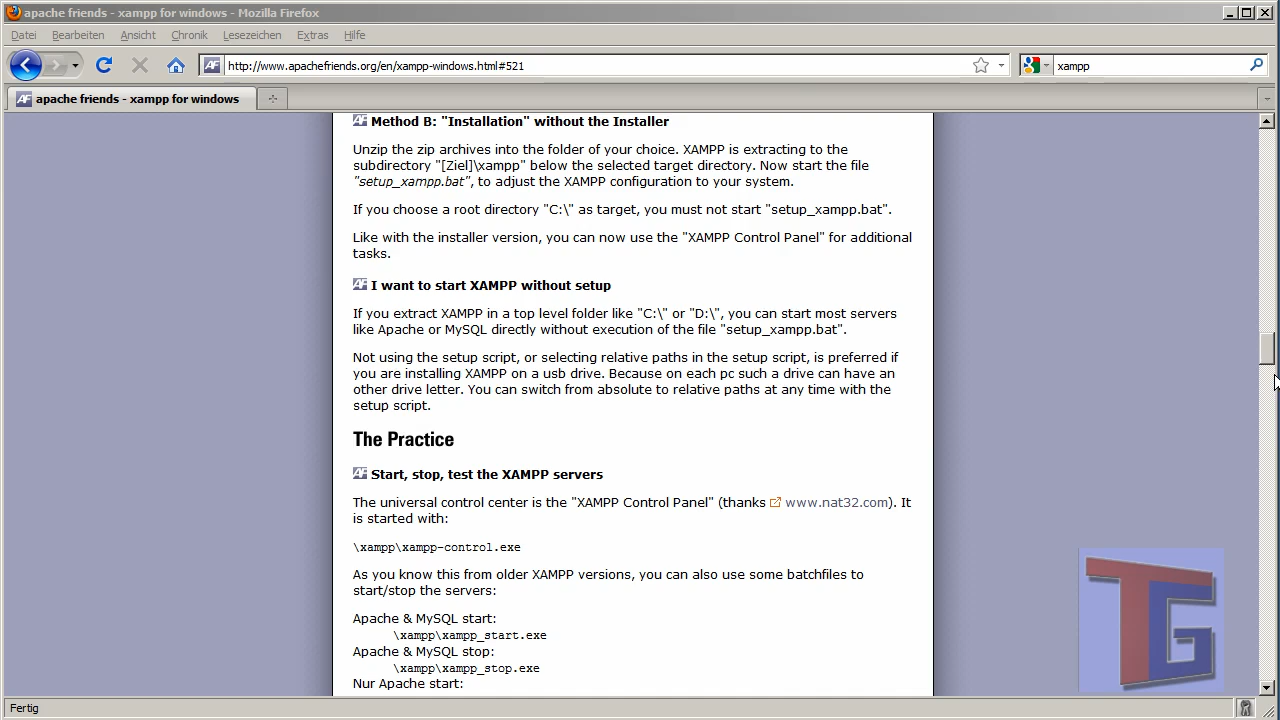 apache friends - xampp for windows - Mozilla Firefox
Datei Bearbeiten Ansicht Chronik Lesezeichen Extras Hilfe
AF http://www.apachefriends.org/en/xampp-windows.html#521 xampp
AF apache friends - xampp for windows
AF Method B: "Installation" without the Installer
Unzip the zip archives into the folder of your choice. XAMPP is extracting to the
subdirectory "[Ziel]\xampp" below the selected target directory. Now start the file
"setup_xampp.bat", to adjust the XAMPP configuration to your system.
If you choose a root directory "C:\" as target, you must not start "setup_xampp.bat".
Like with the installer version, you can now use the "XAMPP Control Panel" for additional
tasks.
AF I want to start XAMPP without setup
If you extract XAMPP in a top level folder like "C:\" or "D:\", you can start most servers
like Apache or MySQL directly without execution of the file "setup_xampp.bat".
Not using the setup script, or selecting relative paths in the setup script, is preferred if
you are installing XAMPP on a usb drive. Because on each pc such a drive can have an
other drive letter. You can switch from absolute to relative paths at any time with the
setup script.
The Practice
AF Start, stop, test the XAMPP servers
The universal control center is the "XAMPP Control Panel" (thanks www.nat32.com). It
is started with:
\xampp\xampp-control.exe
As you know this from older XAMPP versions, you can also use some batchfiles to
start/stop the servers:
Apache & MySQL start:
\xampp\xampp_start.exe
Apache & MySQL stop:
\xampp\xampp_stop.exe
Nur Apache start:
TG
Fertig